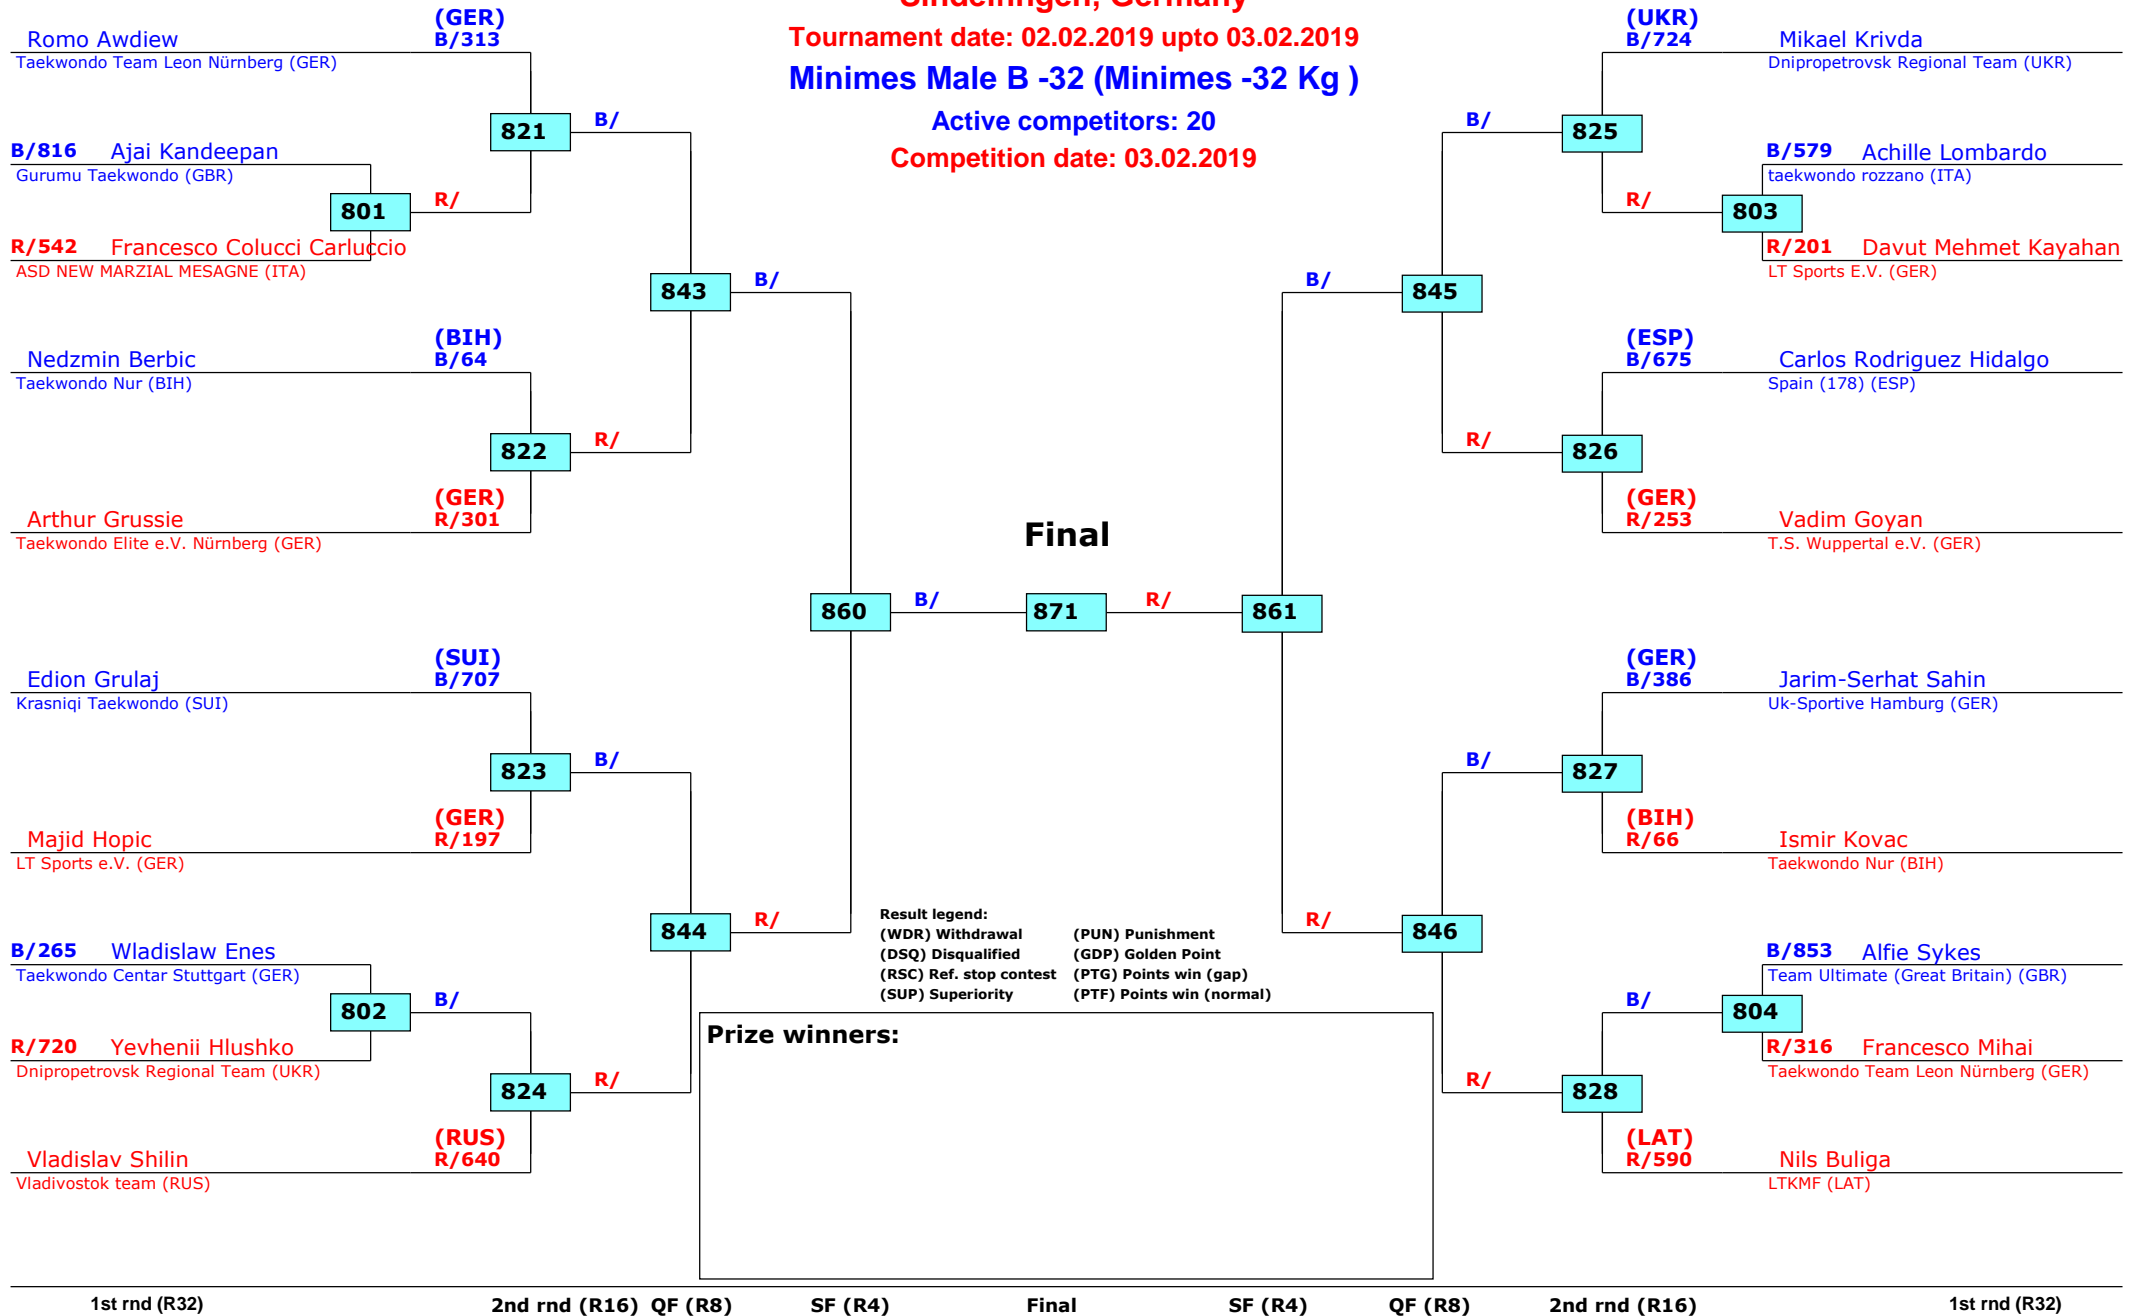 Sindelfingen, Germany
Tournament date: 02.02.2019 upto 03.02.2019
Minimes Male B -32 (Minimes -32 Kg )
Active competitors: 20
Competition date: 03.02.2019
Romo Awdiew
(GER)
B/313
Taekwondo Team Leon Nürnberg (GER)
821
B/
B/816 Ajai Kandeepan
Gurumu Taekwondo (GBR)
801
R/
R/542 Francesco Colucci Carluccio
ASD NEW MARZIAL MESAGNE (ITA)
843
B/
Nedzmin Berbic
(BIH)
B/64
Taekwondo Nur (BIH)
822
R/
Arthur Grussie
(GER)
R/301
Taekwondo Elite e.V. Nürnberg (GER)
860
B/
Edion Grulaj
(SUI)
B/707
Krasniqi Taekwondo (SUI)
823
B/
Majid Hopic
(GER)
R/197
LT Sports e.V. (GER)
844
R/
B/265 Wladislaw Enes
Taekwondo Centar Stuttgart (GER)
802
B/
R/720 Yevhenii Hlushko
Dnipropetrovsk Regional Team (UKR)
824
R/
Vladislav Shilin
(RUS)
R/640
Vladivostok team (RUS)
Final
871
R/
861
(UKR)
B/724
Mikael Krivda
Dnipropetrovsk Regional Team (UKR)
B/
825
B/579 Achille Lombardo
taekwondo rozzano (ITA)
R/
803
R/201 Davut Mehmet Kayahan
LT Sports E.V. (GER)
B/
845
(ESP)
B/675
Carlos Rodriguez Hidalgo
Spain (178) (ESP)
R/
826
(GER)
R/253
Vadim Goyan
T.S. Wuppertal e.V. (GER)
(GER)
B/386
Jarim-Serhat Sahin
Uk-Sportive Hamburg (GER)
B/
827
(BIH)
R/66
Ismir Kovac
Taekwondo Nur (BIH)
R/
846
B/853 Alfie Sykes
Team Ultimate (Great Britain) (GBR)
B/
804
R/316 Francesco Mihai
Taekwondo Team Leon Nürnberg (GER)
R/
828
(LAT)
R/590
Nils Buliga
LTKMF (LAT)
Result legend:
(WDR) Withdrawal (PUN) Punishment
(DSQ) Disqualified (GDP) Golden Point
(RSC) Ref. stop contest (PTG) Points win (gap)
(SUP) Superiority (PTF) Points win (normal)
Prize winners:
1st rnd (R32) 2nd rnd (R16) QF (R8) SF (R4) Final SF (R4) QF (R8) 2nd rnd (R16) 1st rnd (R32)